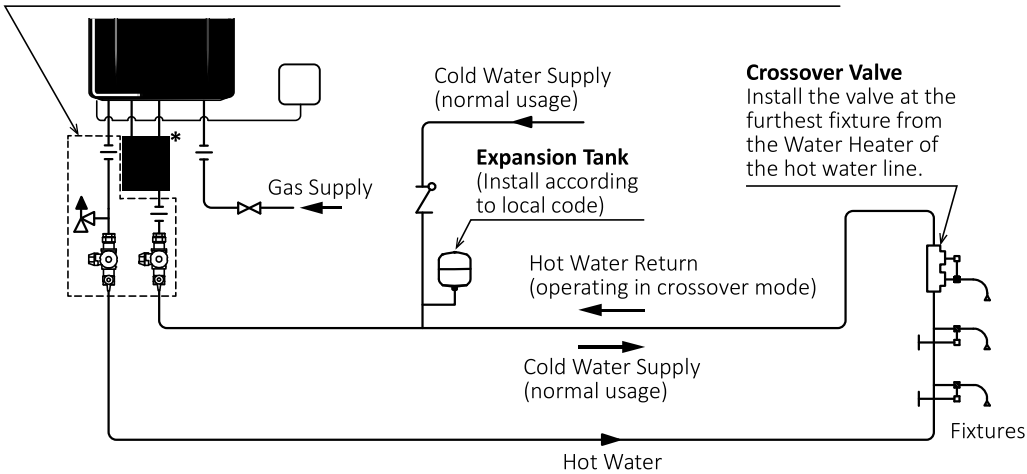 Cold Water Supply
(normal usage)
Crossover Valve
Install the valve at the
furthest fixture from
the Water Heater of
the hot water line.
*
Expansion Tank
(Install according
to local code)
Gas Supply
Hot Water Return
(operating in crossover mode)
Cold Water Supply
(normal usage)
Fixtures
Hot Water